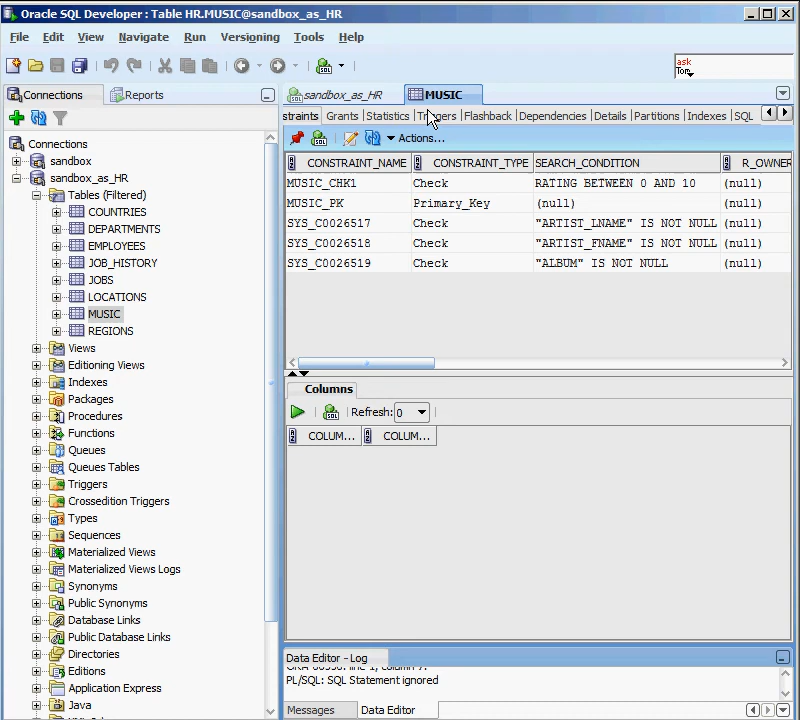 Oracle SQL Developer : Table HR.MUSIC@sandbox_as_HR
File Edit View Navigate Run Versioning Tools Help
ask
Tom
Connections Reports
sandbox_as_HR MUSIC
straints Grants Statistics Triggers Flashback Dependencies Details Partitions Indexes SQL
SQL Actions...
Connections
sandbox
sandbox_as_HR
Tables (Filtered)
COUNTRIES
DEPARTMENTS
EMPLOYEES
JOB_HISTORY
JOBS
LOCATIONS
MUSIC
REGIONS
Views
Editioning Views
Indexes
Packages
Procedures
Functions
Queues
Queues Tables
Triggers
Crossedition Triggers
Types
Sequences
Materialized Views
Materialized Views Logs
Synonyms
Public Synonyms
Database Links
Public Database Links
Directories
Editions
Application Express
Java
CONSTRAINT_NAME CONSTRAINT_TYPE SEARCH_CONDITION R_OWNER
MUSIC_CHK1 Check RATING BETWEEN 0 AND 10 (null)
MUSIC_PK Primary_Key (null) (null)
SYS_C0026517 Check "ARTIST_LNAME" IS NOT NULL (null)
SYS_C0026518 Check "ARTIST_FNAME" IS NOT NULL (null)
SYS_C0026519 Check "ALBUM" IS NOT NULL (null)
Columns
SQL Refresh: 0
COLUM... COLUM...
Data Editor - Log
PL/SQL: SQL Statement ignored
Messages Data Editor